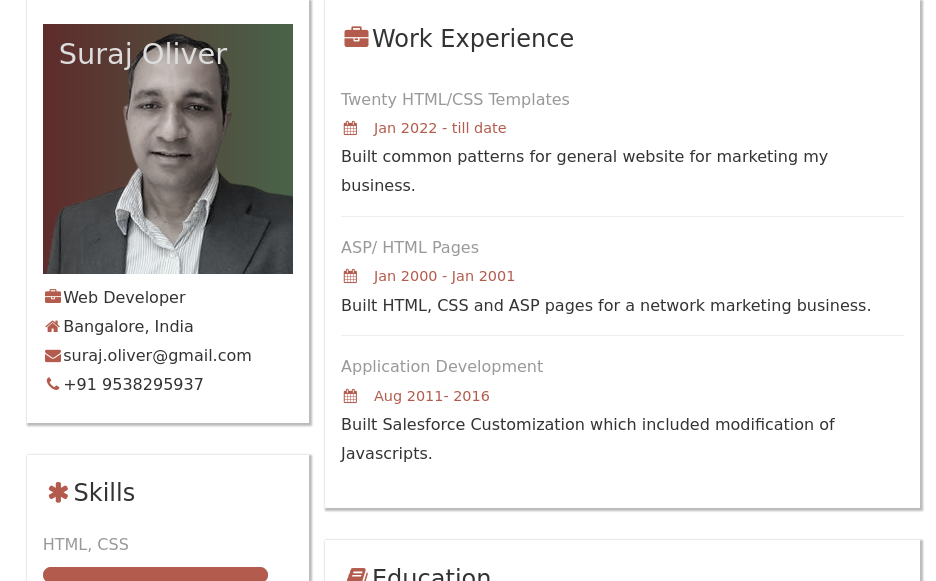 Suraj Oliver
Web Developer
Bangalore, India
suraj.oliver@gmail.com
+91 9538295937
Skills
HTML, CSS
Work Experience
Twenty HTML/CSS Templates
Jan 2022 - till date
Built common patterns for general website for marketing my
business.
ASP/ HTML Pages
Jan 2000 - Jan 2001
Built HTML, CSS and ASP pages for a network marketing business.
Application Development
Aug 2011- 2016
Built Salesforce Customization which included modification of
Javascripts.
Education